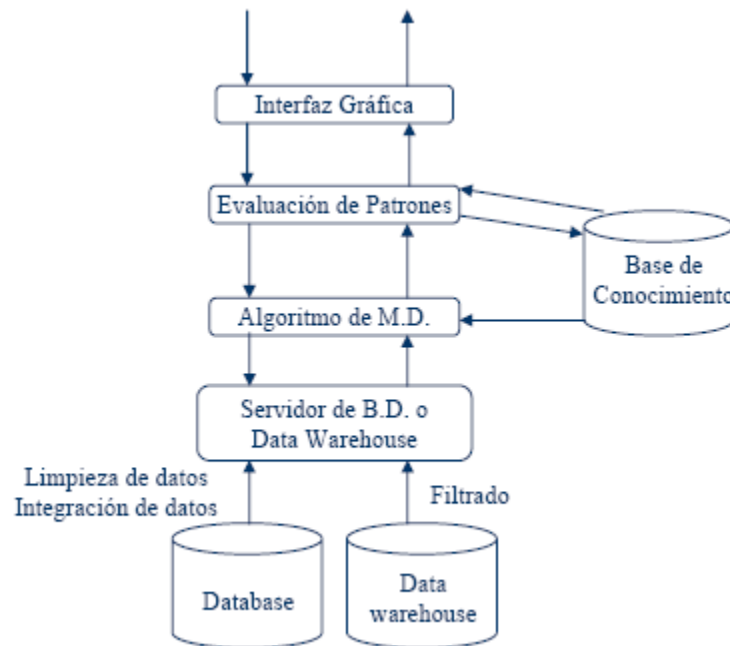 Interfaz Gráfica
Evaluación de Patrones
Base de
Conocimiento
Algoritmo de M.D.
Servidor de B.D. o
Data Warehouse
Limpieza de datos
Integración de datos
Filtrado
Database
Data
warehouse